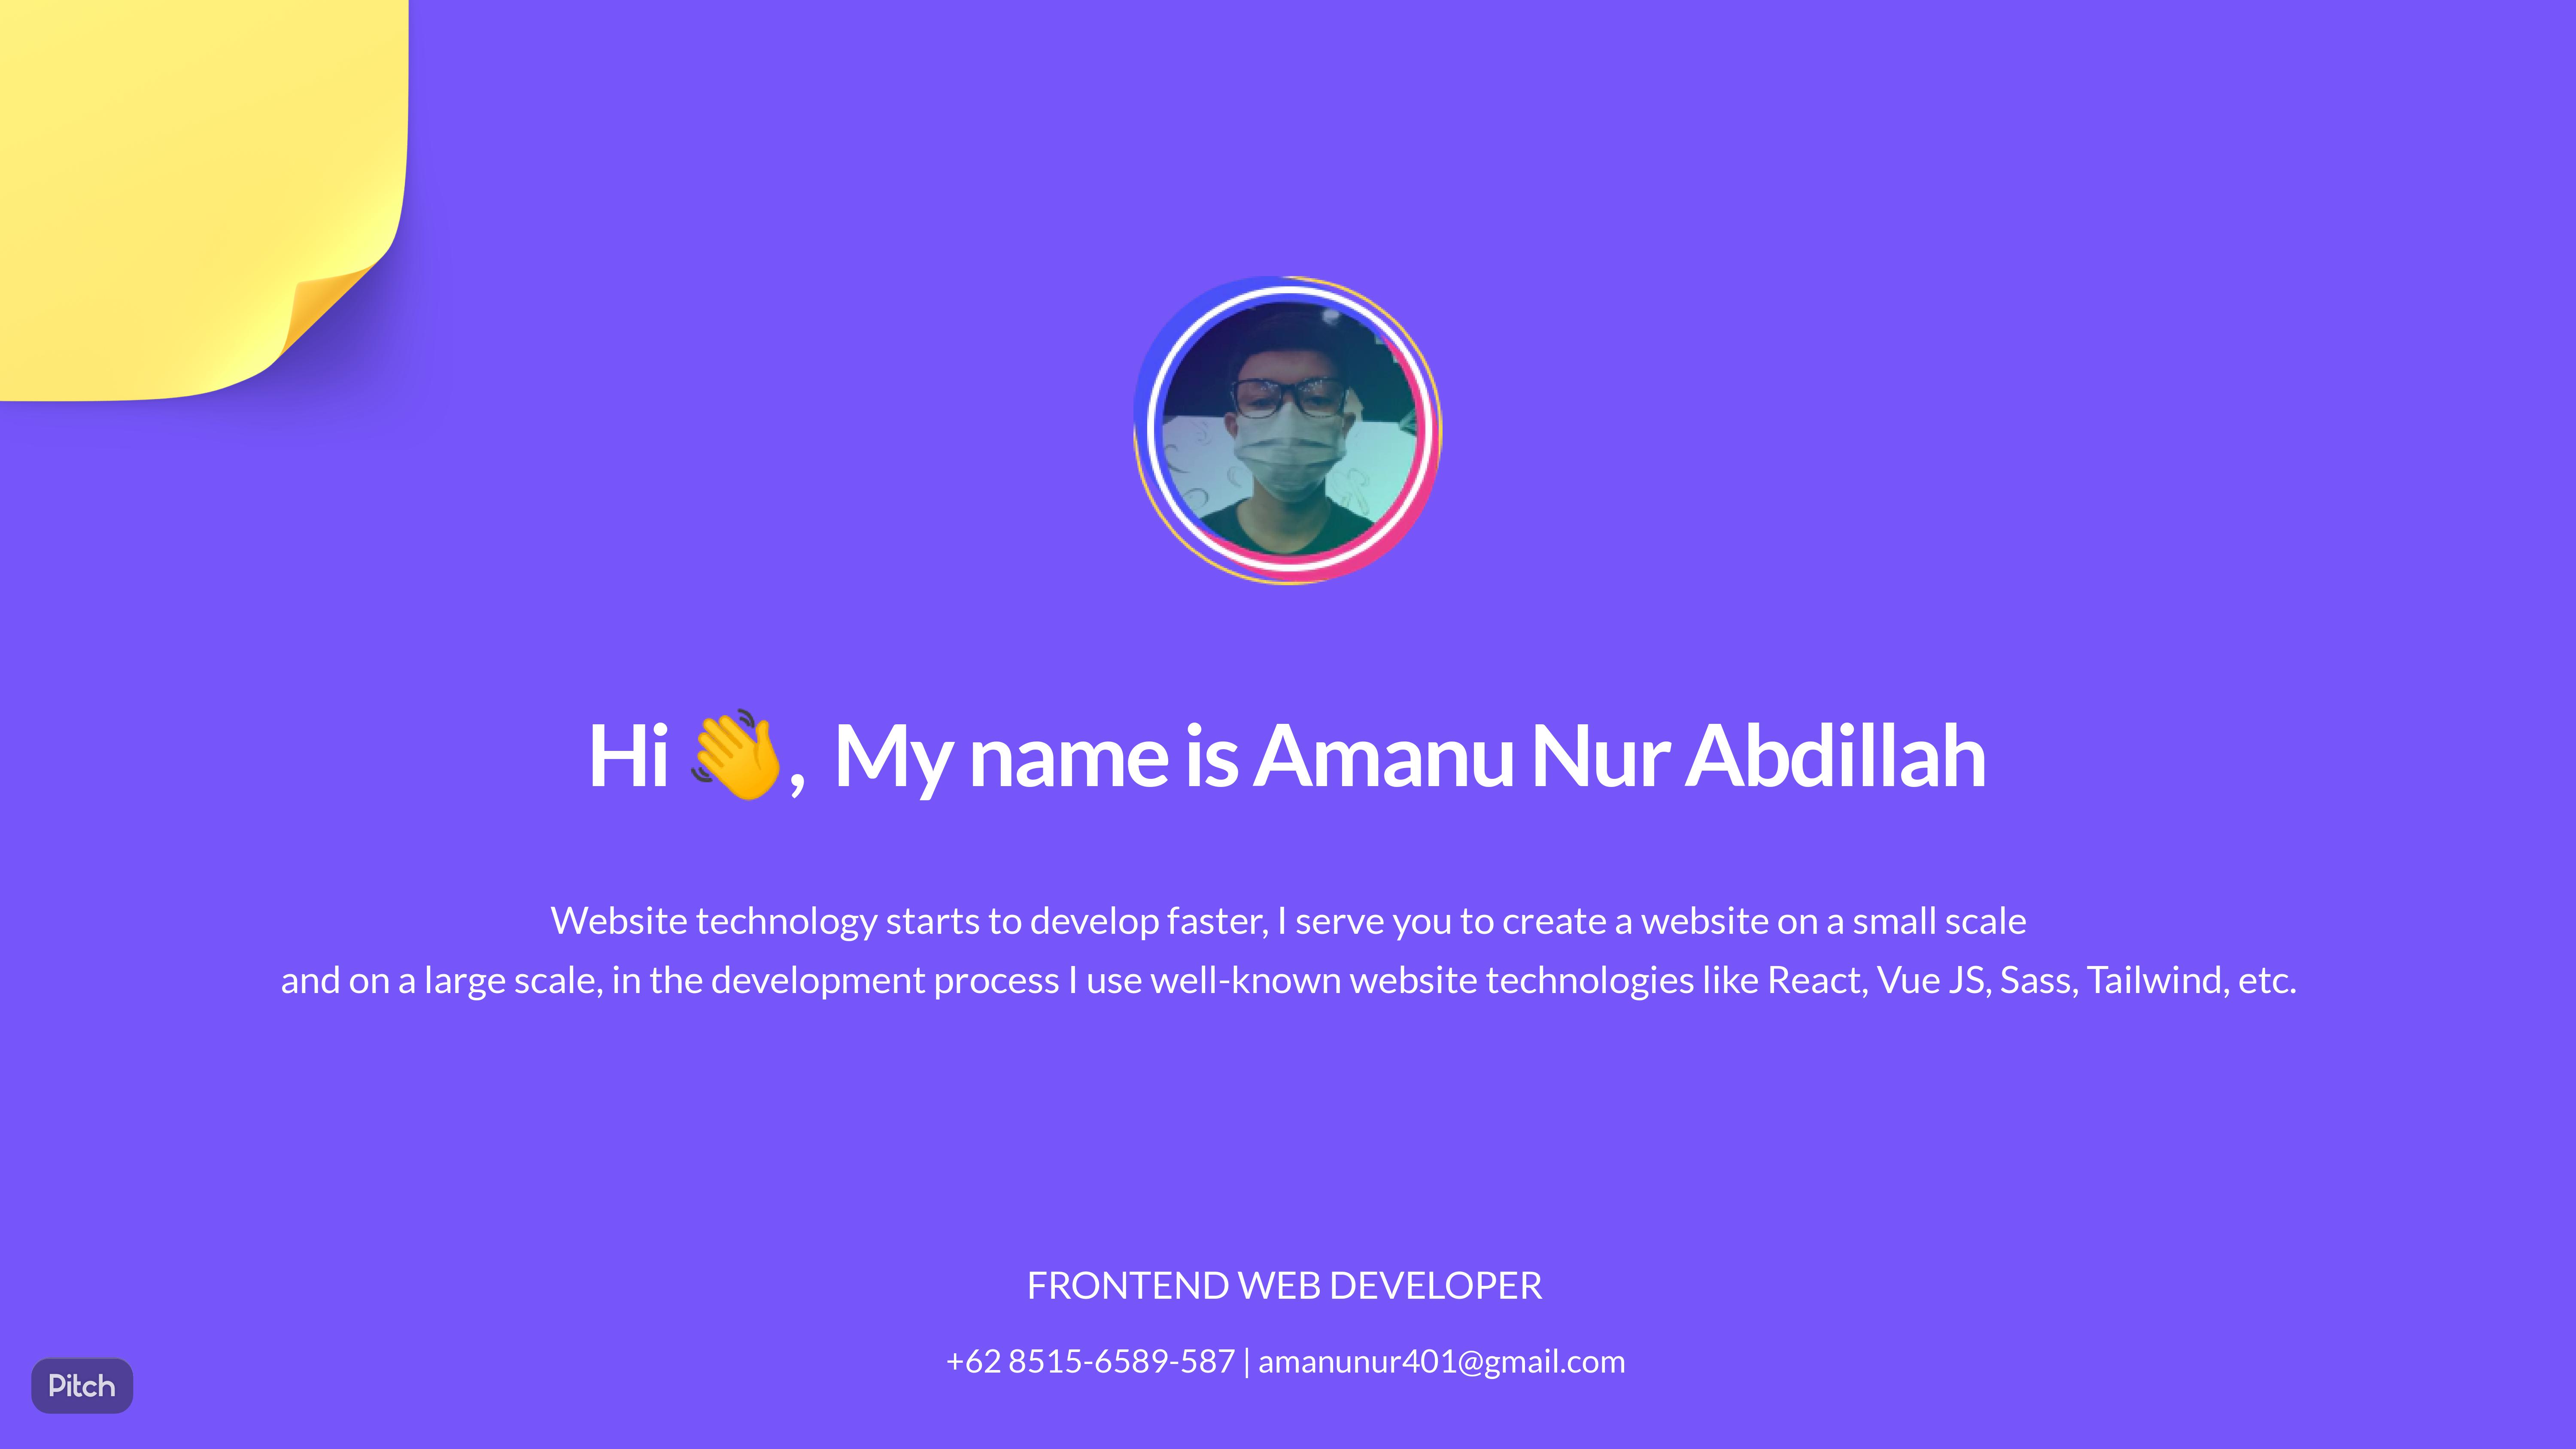 Hi 👋, My name is Amanu Nur Abdillah
Website technology starts to develop faster, I serve you to create a website on a small scale
and on a large scale, in the development process I use well-known website technologies like React, Vue JS, Sass, Tailwind, etc.
FRONTEND WEB DEVELOPER
+62 8515-6589-587 | amanunur401@gmail.com
Pitch